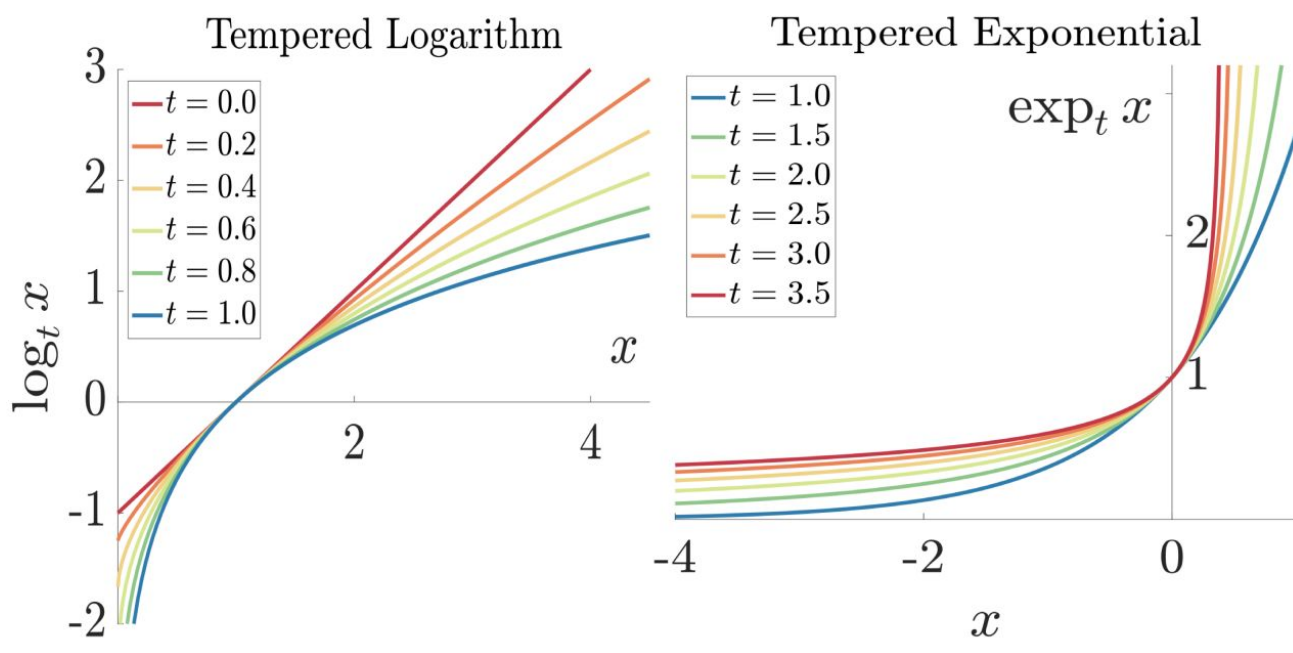 Tempered Logarithm
3
2
1
0
-1
-2
log_t x
t = 0.0
t = 0.2
t = 0.4
t = 0.6
t = 0.8
t = 1.0
x
2 4
Tempered Exponential
t = 1.0
t = 1.5
t = 2.0
t = 2.5
t = 3.0
t = 3.5
exp_t x
2
1
-4 -2 0
x